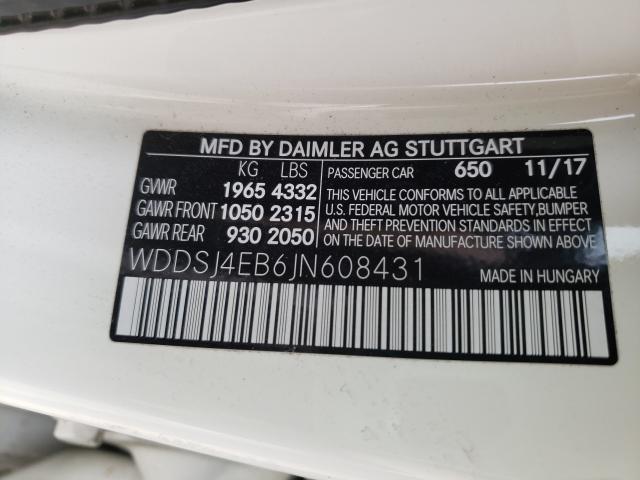 MFD BY DAIMLER AG STUTTGART
KG LBS PASSENGER CAR 650 11/17
GVWR 1965 4332
GAWR FRONT 1050 2315
GAWR REAR 930 2050
THIS VEHICLE CONFORMS TO ALL APPLICABLE
U.S. FEDERAL MOTOR VEHICLE SAFETY,BUMPER
AND THEFT PREVENTION STANDARDS
IN EFFECT ON THE DATE OF
MANUFACTURE SHOWN ABOVE
WDDSJ4EB6JN608431 MADE IN HUNGARY